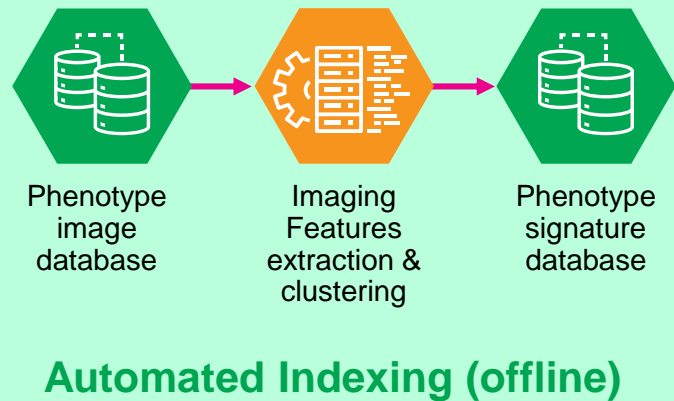 Phenotype
image
database
Imaging
Features
extraction &
clustering
Phenotype
signature
database
Automated Indexing (offline)